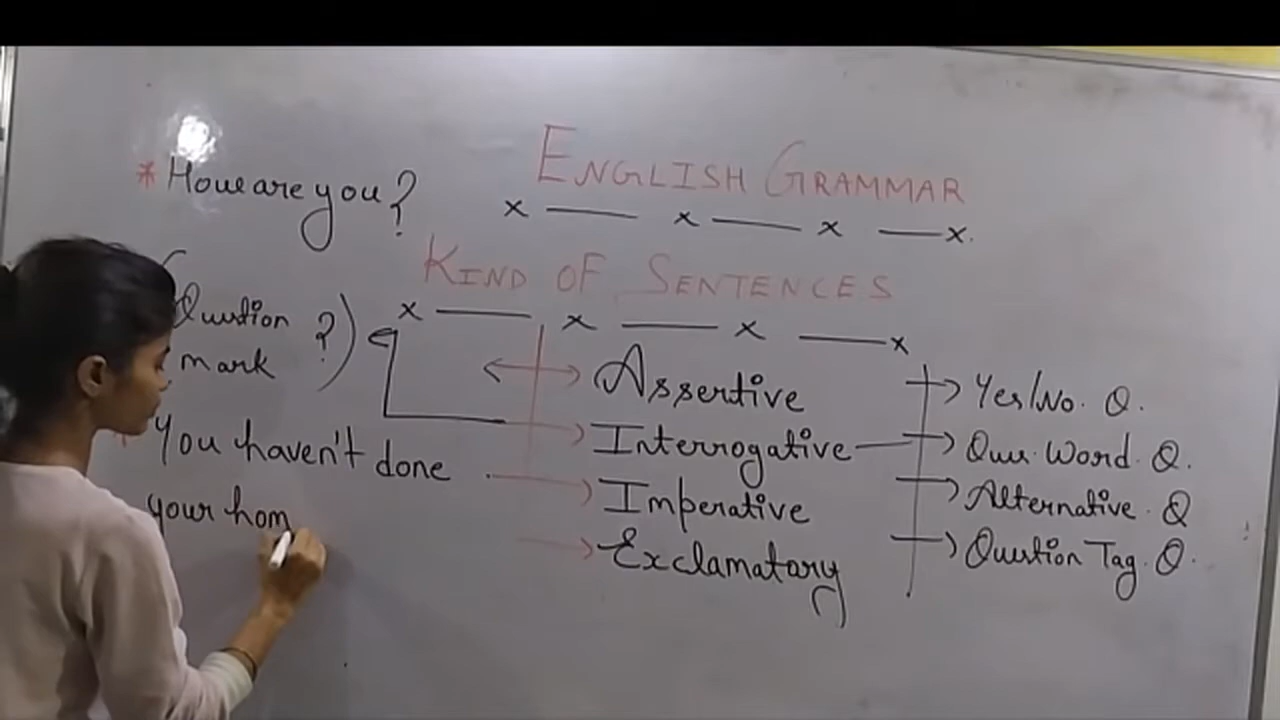 ENGLISH GRAMMAR
* How are you?
KIND OF SENTENCES
(Question
mark ?)
Assertive
Interrogative
Imperative
Exclamatory
Yes/No. Q.
Ques. Word. Q.
Alternative. Q
Question Tag. Q.
* You haven't done
your hom